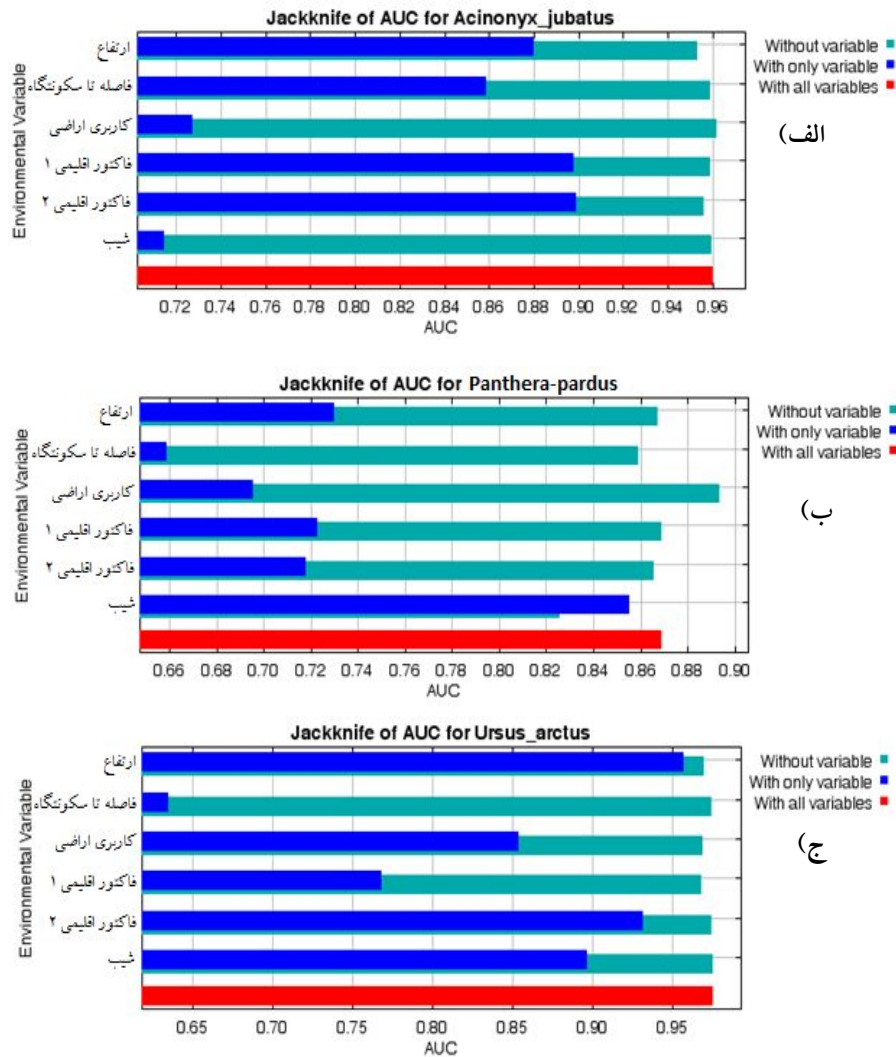 Jackknife of AUC for Acinonyx_jubatus
Environmental Variable
ارتفاع
فاصله تا سکونتگاه
کاربری اراضی
فاکتور اقلیمی ۱
فاکتور اقلیمی ۲
شیب
0.72 0.74 0.76 0.78 0.80 0.82 0.84 0.86 0.88 0.90 0.92 0.94 0.96
AUC
Without variable
With only variable
With all variables
الف)
Jackknife of AUC for Panthera-pardus
Environmental Variable
ارتفاع
فاصله تا سکونتگاه
کاربری اراضی
فاکتور اقلیمی ۱
فاکتور اقلیمی ۲
شیب
0.66 0.68 0.70 0.72 0.74 0.76 0.78 0.80 0.82 0.84 0.86 0.88 0.90
AUC
Without variable
With only variable
With all variables
ب)
Jackknife of AUC for Ursus_arctus
Environmental Variable
ارتفاع
فاصله تا سکونتگاه
کاربری اراضی
فاکتور اقلیمی ۱
فاکتور اقلیمی ۲
شیب
0.65 0.70 0.75 0.80 0.85 0.90 0.95
AUC
Without variable
With only variable
With all variables
ج)